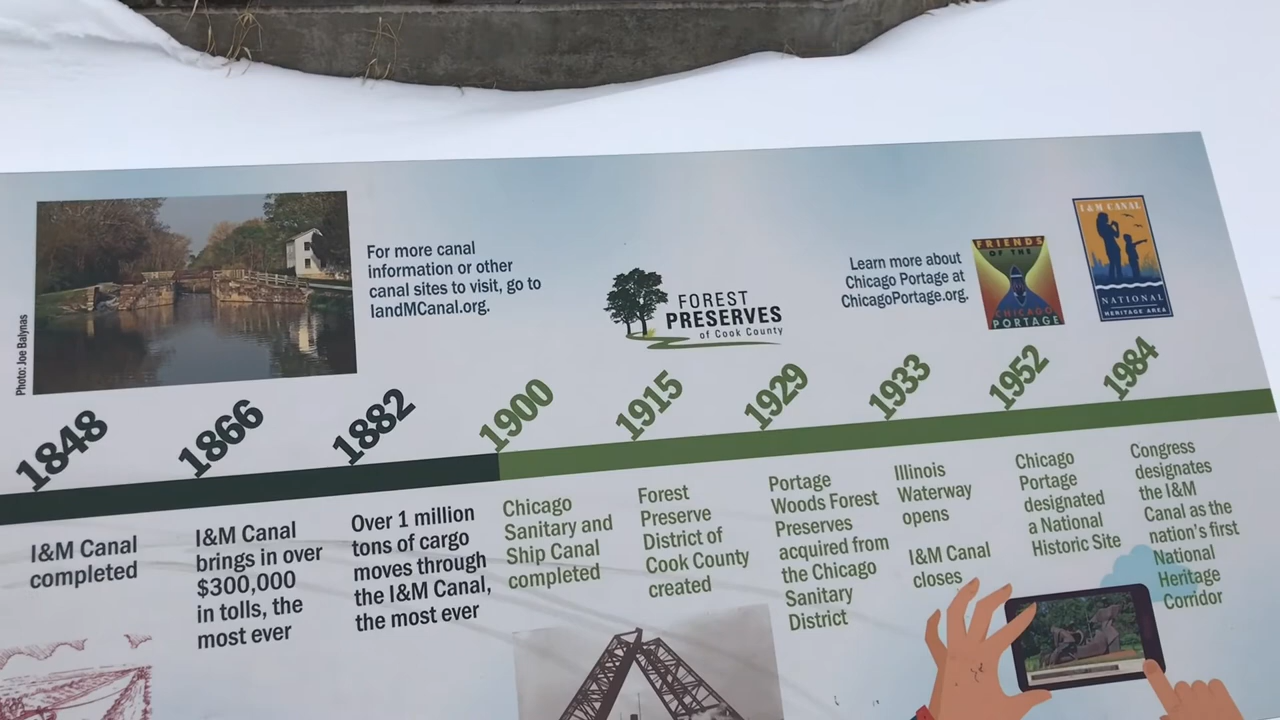 Photo: Joe Balynas
For more canal
information or other
canal sites to visit, go to
IandMCanal.org.
FOREST
PRESERVES
of Cook County
Learn more about
Chicago Portage at
ChicagoPortage.org.
FRIENDS
OF THE
CHICAGO
PORTAGE
I&M CANAL
NATIONAL
HERITAGE AREA
1848
1866
1882
1900
1915
1929
1933
1952
1984
I&M Canal
completed
I&M Canal
brings in over
$300,000
in tolls, the
most ever
Over 1 million
tons of cargo
moves through
the I&M Canal,
the most ever
Chicago
Sanitary and
Ship Canal
completed
Forest
Preserve
District of
Cook County
created
Portage
Woods Forest
Preserves
acquired from
the Chicago
Sanitary
District
Illinois
Waterway
opens
I&M Canal
closes
Chicago
Portage
designated
a National
Historic Site
Congress
designates
the I&M
Canal as the
nation's first
National
Heritage
Corridor